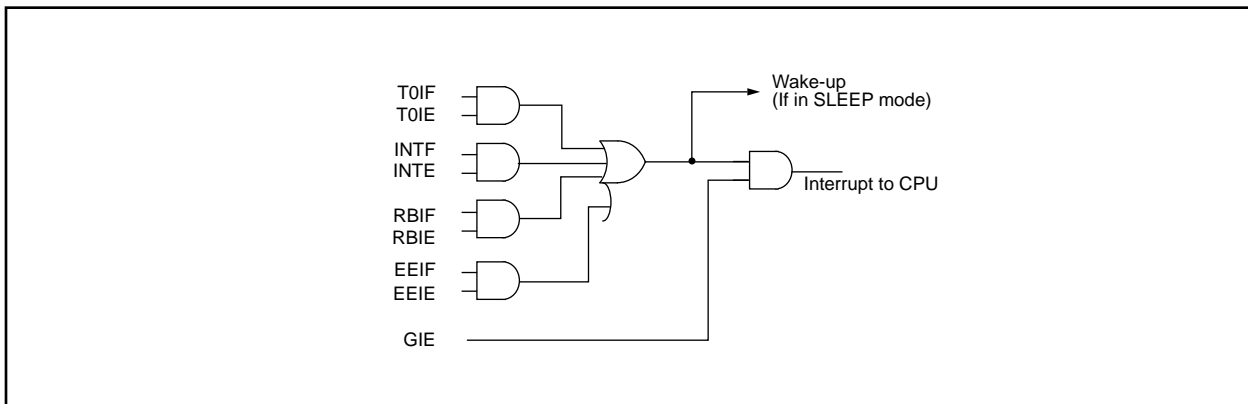 T0IF
T0IE
INTF
INTE
RBIF
RBIE
EEIF
EEIE
GIE
Wake-up
(If in SLEEP mode)
Interrupt to CPU